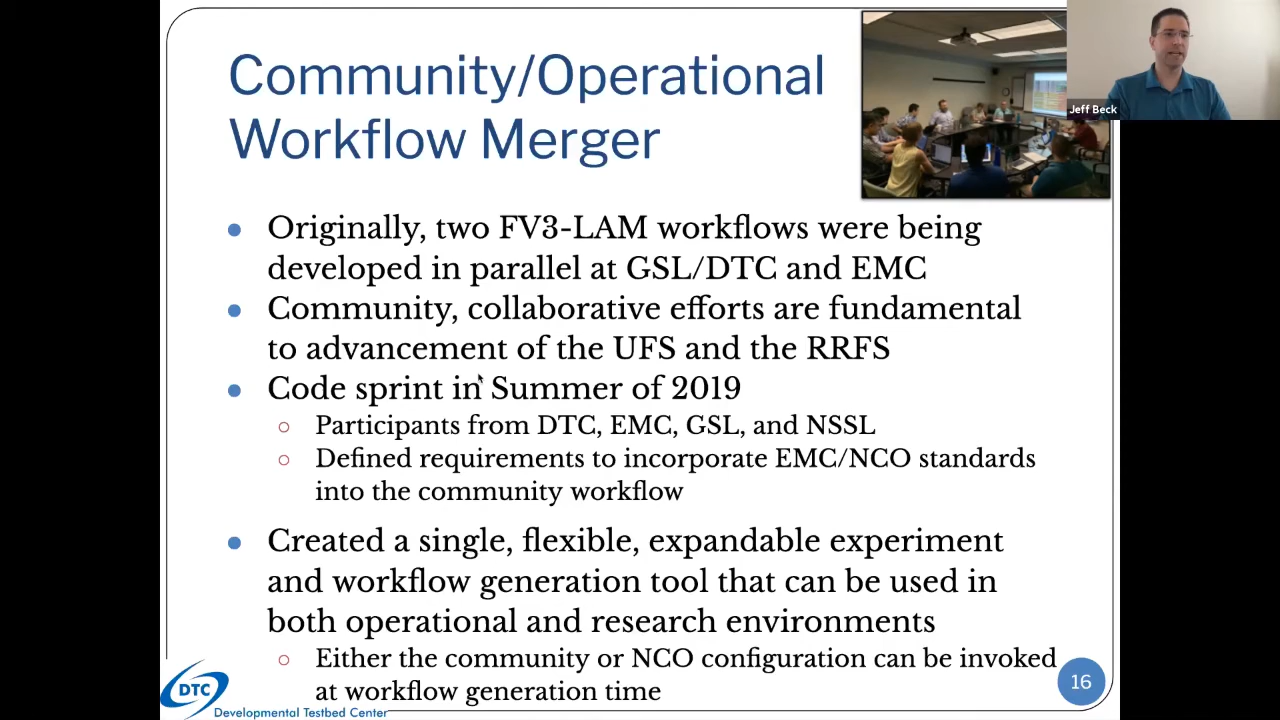 Community/Operational
Workflow Merger
Jeff Beck
Originally, two FV3-LAM workflows were being
developed in parallel at GSL/DTC and EMC
Community, collaborative efforts are fundamental
to advancement of the UFS and the RRFS
Code sprint in Summer of 2019
Participants from DTC, EMC, GSL, and NSSL
Defined requirements to incorporate EMC/NCO standards
into the community workflow
Created a single, flexible, expandable experiment
and workflow generation tool that can be used in
both operational and research environments
Either the community or NCO configuration can be invoked
at workflow generation time
16
DTC
Developmental Testbed Center